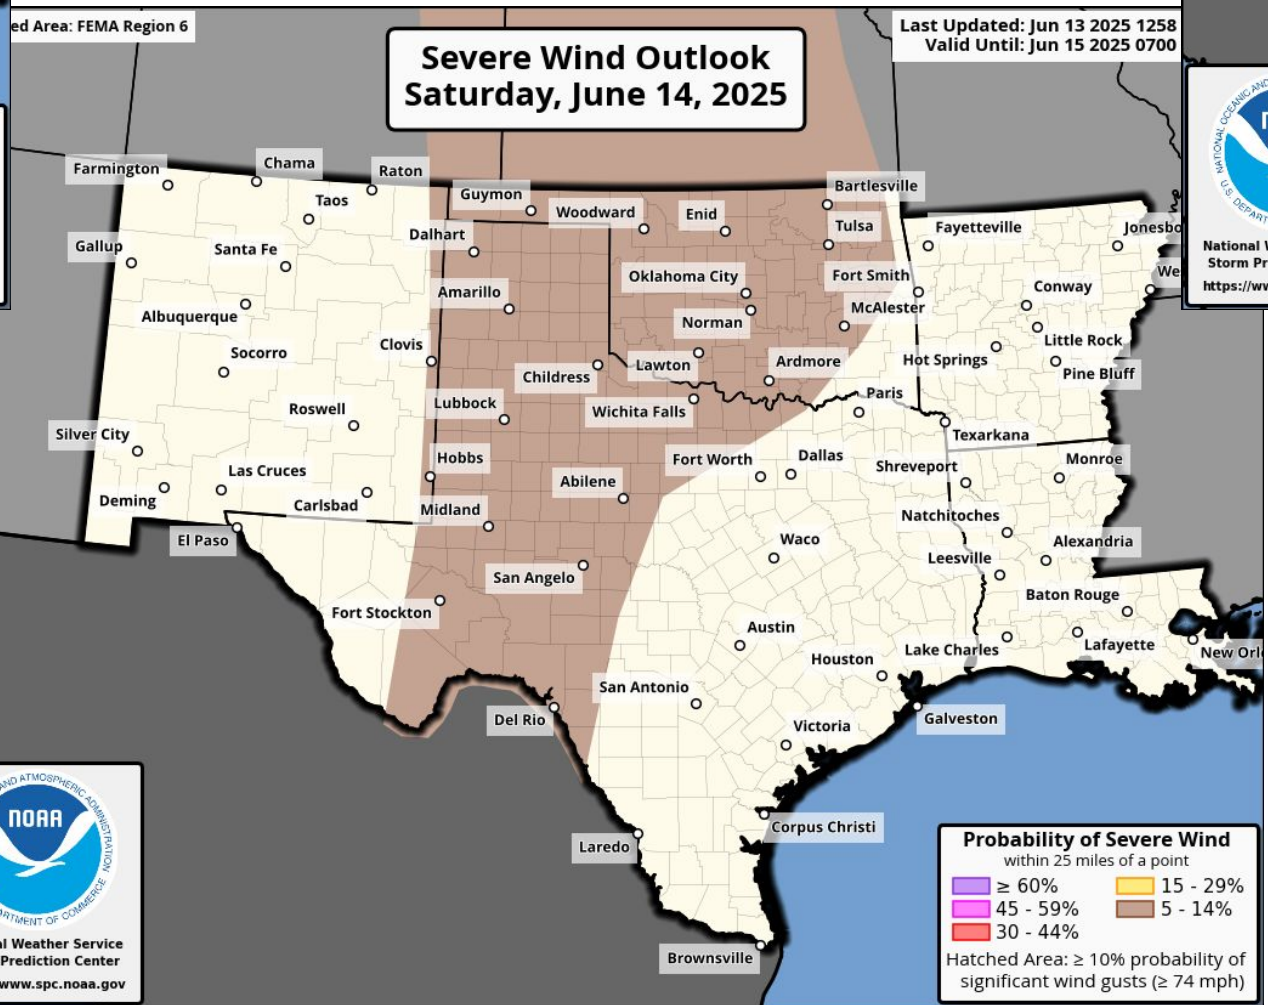 ed Area: FEMA Region 6
Severe Wind Outlook
Saturday, June 14, 2025
Last Updated: Jun 13 2025 1258
Valid Until: Jun 15 2025 0700
Farmington
Chama
Raton
Taos
Guymon
Woodward
Enid
Bartlesville
Tulsa
Fayetteville
Jonesbo
Gallup
Santa Fe
Dalhart
Oklahoma City
Fort Smith
We
Albuquerque
Amarillo
Norman
McAlester
Conway
Little Rock
Socorro
Clovis
Childress
Lawton
Ardmore
Hot Springs
Pine Bluff
Roswell
Lubbock
Wichita Falls
Paris
Texarkana
Silver City
Las Cruces
Hobbs
Fort Worth
Dallas
Shreveport
Monroe
Deming
Carlsbad
Midland
Abilene
Natchitoches
El Paso
Waco
Leesville
Alexandria
San Angelo
Fort Stockton
Baton Rouge
Austin
Houston
Lake Charles
Lafayette
New Orl
San Antonio
Del Rio
Victoria
Galveston
Laredo
Corpus Christi
Brownsville
National W
Storm Pr
https://ww
NOAA
al Weather Service
Prediction Center
www.spc.noaa.gov
Probability of Severe Wind
within 25 miles of a point
≥ 60%
45 - 59%
30 - 44%
15 - 29%
5 - 14%
Hatched Area: ≥ 10% probability of
significant wind gusts (≥ 74 mph)